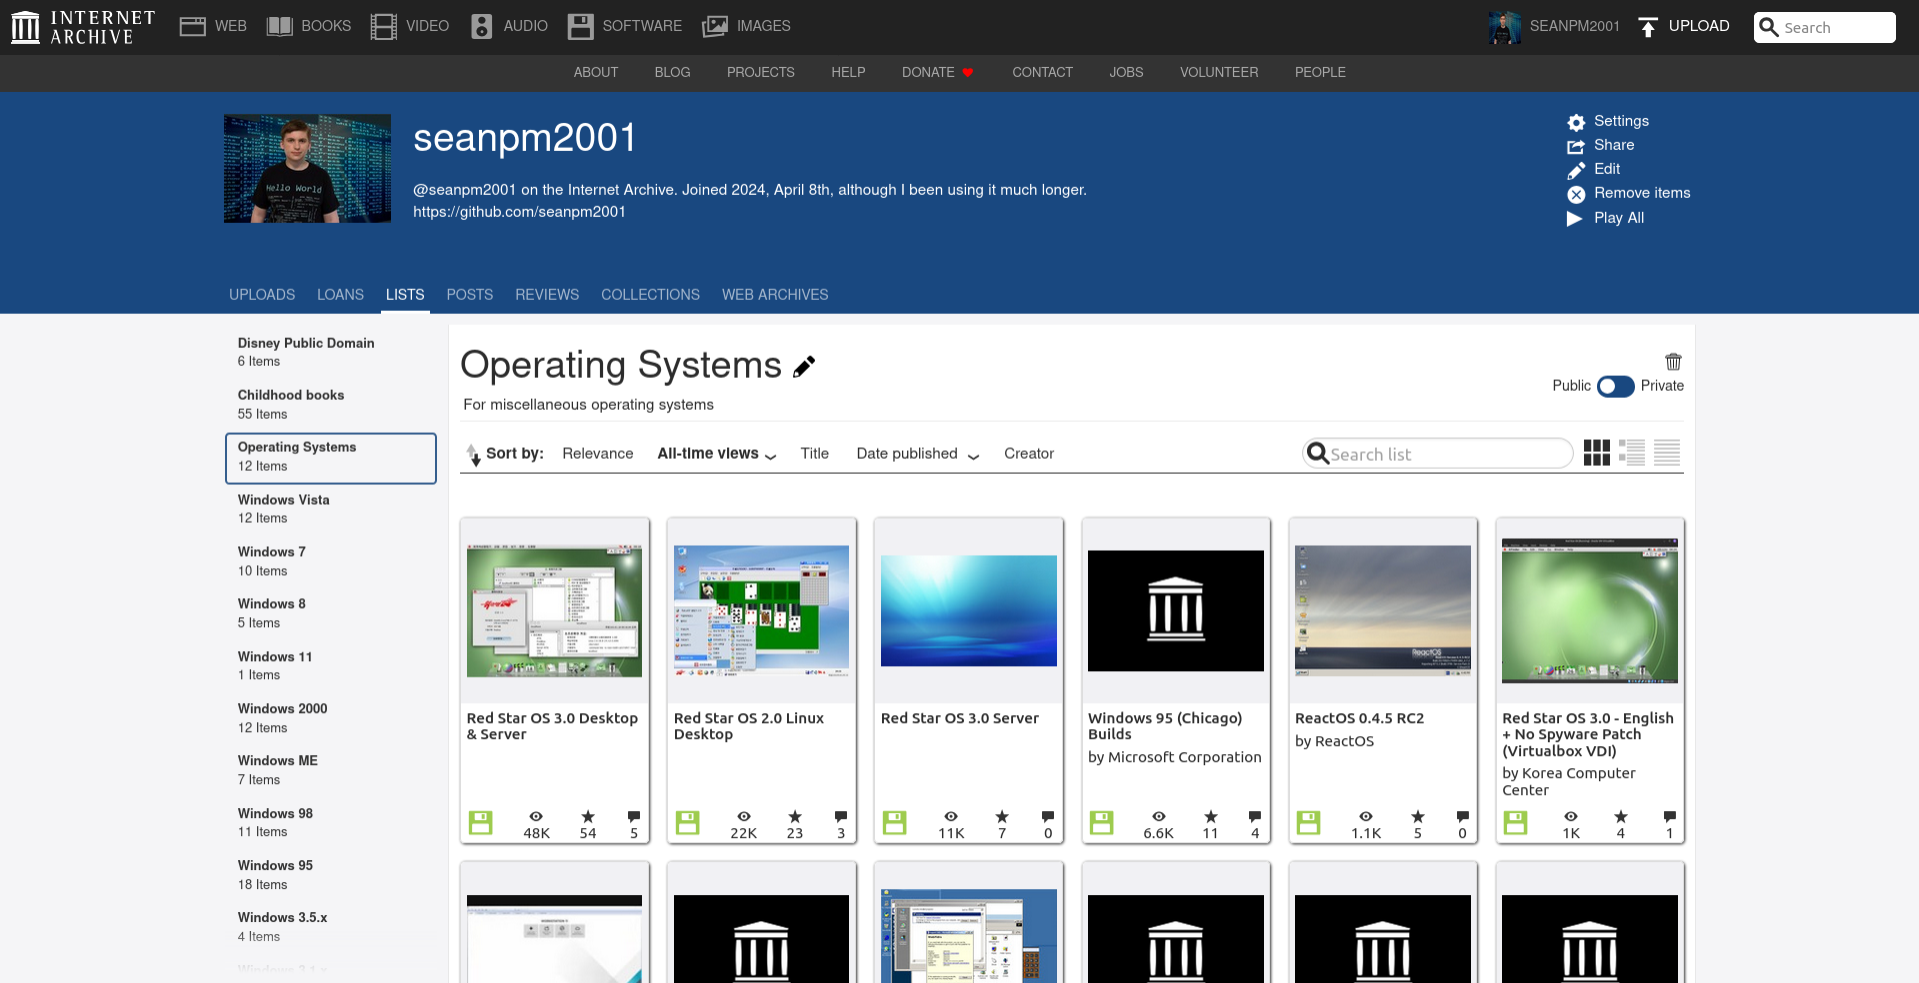 INTERNET ARCHIVE
WEB
BOOKS
VIDEO
AUDIO
SOFTWARE
IMAGES
SEANPM2001
UPLOAD
Search
ABOUT
BLOG
PROJECTS
HELP
DONATE
CONTACT
JOBS
VOLUNTEER
PEOPLE
Hello World
seanpm2001
@seanpm2001 on the Internet Archive. Joined 2024, April 8th, although I been using it much longer.
https://github.com/seanpm2001
Settings
Share
Edit
Remove items
Play All
UPLOADS
LOANS
LISTS
POSTS
REVIEWS
COLLECTIONS
WEB ARCHIVES
Disney Public Domain
6 Items
Childhood books
55 Items
Operating Systems
12 Items
Windows Vista
12 Items
Windows 7
10 Items
Windows 8
5 Items
Windows 11
1 Items
Windows 2000
12 Items
Windows ME
7 Items
Windows 98
11 Items
Windows 95
18 Items
Windows 3.5.x
4 Items
Windows 3.1.x
Operating Systems
For miscellaneous operating systems
Public
Private
Sort by:
Relevance
All-time views
Title
Date published
Creator
Search list
Red Star OS 3.0 Desktop
& Server
48K
54
5
Red Star OS 2.0 Linux
Desktop
22K
23
3
Red Star OS 3.0 Server
11K
7
0
Windows 95 (Chicago)
Builds
by Microsoft Corporation
6.6K
11
4
ReactOS
ReactOS 0.4.5 RC2
by ReactOS
1.1K
5
0
Red Star OS 3.0 - English
+ No Spyware Patch
(Virtualbox VDI)
by Korea Computer
Center
1K
4
1